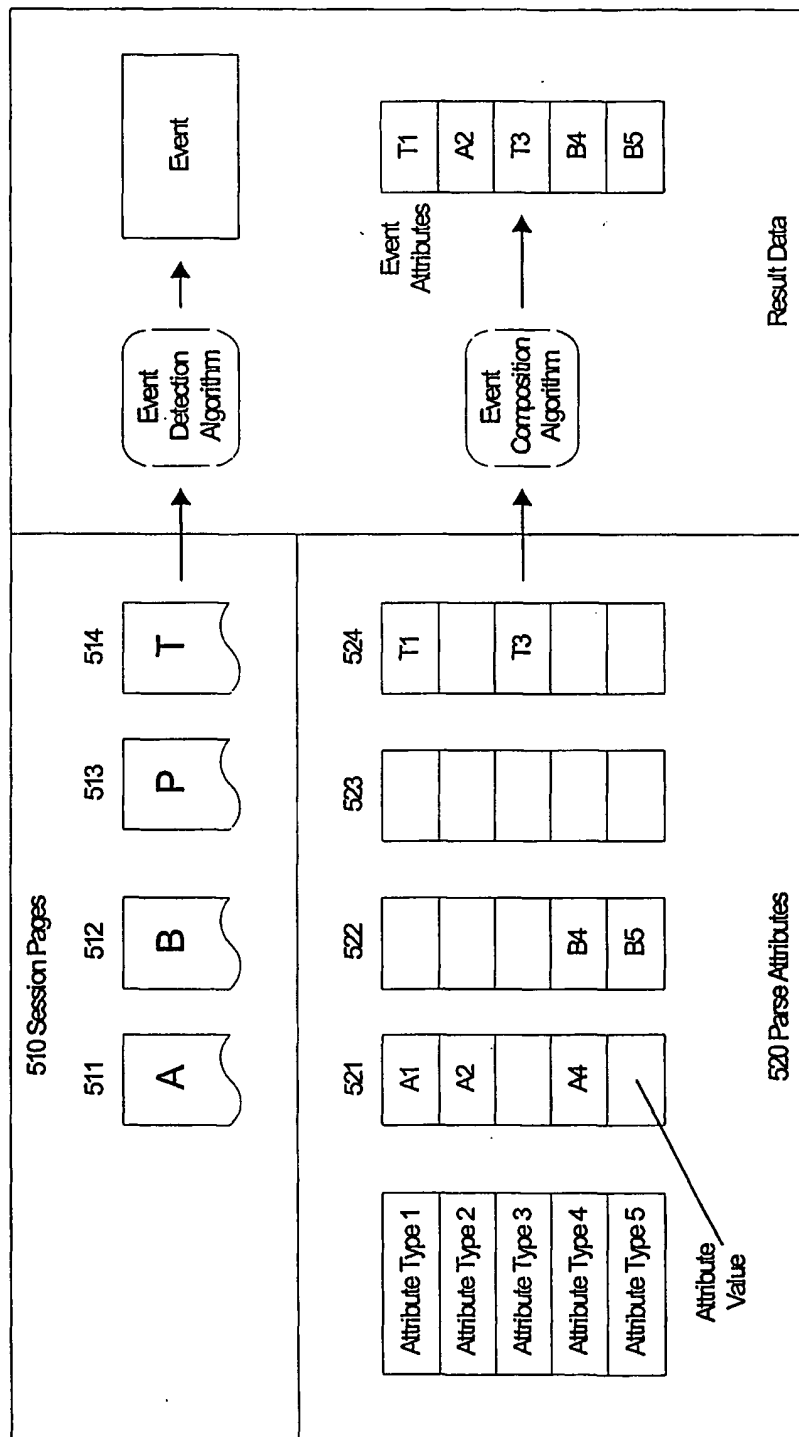 510 Session Pages
511
512
513
514
A
B
P
T
Event
Detection
Algorithm
Event
521
522
523
524
Attribute Type 1
Attribute Type 2
Attribute Type 3
Attribute Type 4
Attribute Type 5
A1
A2
A4
B4
B5
T1
T3
Attribute
Value
520 Parse Attributes
Event
Composition
Algorithm
Event
Attributes
T1
A2
T3
B4
B5
Result Data